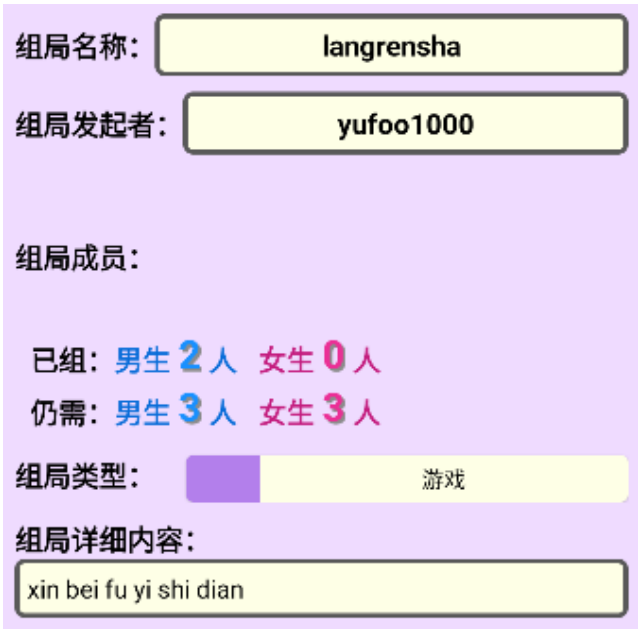 组局名称： langrensha
组局发起者： yufoo1000
组局成员：
已组：男生 2 人 女生 0 人
仍需：男生 3 人 女生 3 人
组局类型： 游戏
组局详细内容：
xin bei fu yi shi dian